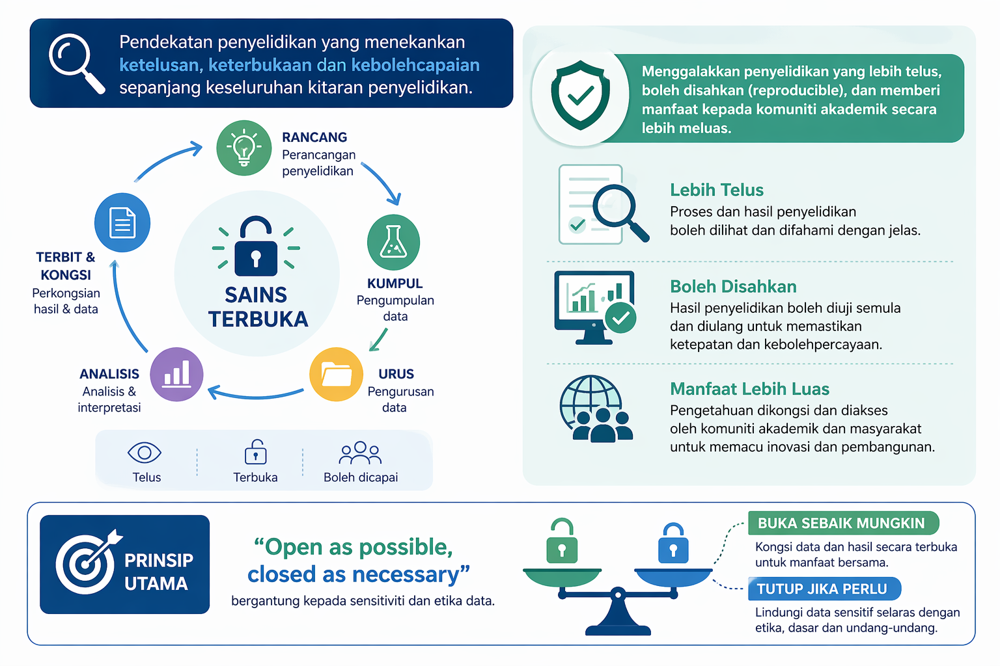 Pendekatan penyelidikan yang menekankan
ketelusan, keterbukaan dan kebolehcapaian
sepanjang keseluruhan kitaran penyelidikan.
RANCANG
Perancangan
penyelidikan
KUMPUL
Pengumpulan
data
URUS
Pengurusan
data
ANALISIS
Analisis &
interpretasi
TERBIT &
KONGSI
Perkongsian
hasil & data
SAINS
TERBUKA
Telus
Terbuka
Boleh dicapai
Menggalakkan penyelidikan yang lebih telus,
boleh disahkan (reproducible), dan memberi
manfaat kepada komuniti akademik secara
lebih meluas.
Lebih Telus
Proses dan hasil penyelidikan
boleh dilihat dan difahami dengan jelas.
Boleh Disahkan
Hasil penyelidikan boleh diuji semula
dan diulang untuk memastikan
ketepatan dan kebolehpercayaan.
Manfaat Lebih Luas
Pengetahuan dikongsi dan diakses
oleh komuniti akademik dan masyarakat
untuk memacu inovasi dan pembangunan.
PRINSIP
UTAMA
“Open as possible,
closed as necessary”
bergantung kepada sensitiviti dan etika data.
BUKA SEBAIK MUNGKIN
Kongsi data dan hasil secara terbuka
untuk manfaat bersama.
TUTUP JIKA PERLU
Lindungi data sensitif selaras dengan
etika, dasar dan undang-undang.